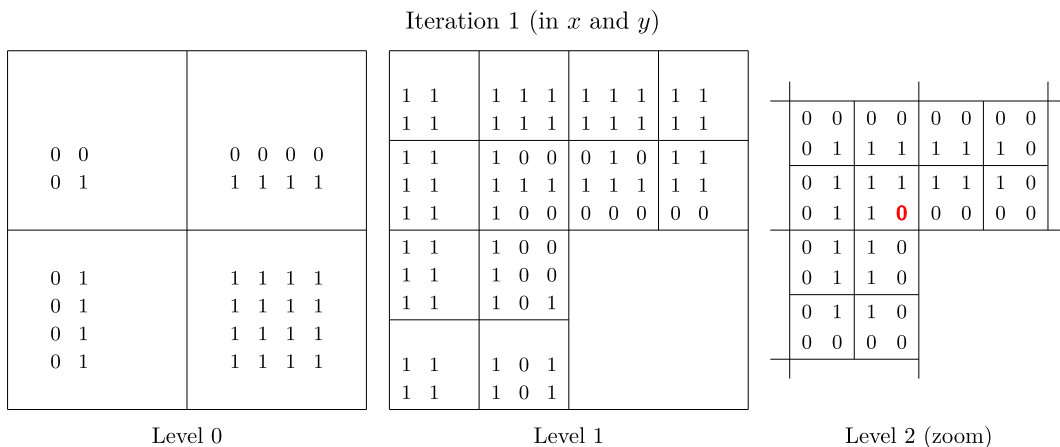 Iteration 1 (in x and y)
0 0 0 0 0 0
0 1 1 1 1 1
0 1 1 1 1 1
0 1 1 1 1 1
0 1 1 1 1 1
0 1 1 1 1 1
Level 0
1 1 1 1 1 1 1 1 1 1
1 1 1 1 1 1 1 1 1 1
1 1 1 0 0 0 1 0 1 1
1 1 1 1 1 1 1 1 1 1
1 1 1 0 0 0 0 0 0 0
1 1 1 0 0
1 1 1 0 0
1 1 1 0 1
1 1 1 0 1
1 1 1 0 1
Level 1
0 0 0 0 0 0 0 0
0 1 1 1 1 1 1 0
0 1 1 1 1 1 1 0
0 1 1 0 0 0 0 0
0 1 1 0
0 1 1 0
0 1 1 0
0 0 0 0
Level 2 (zoom)